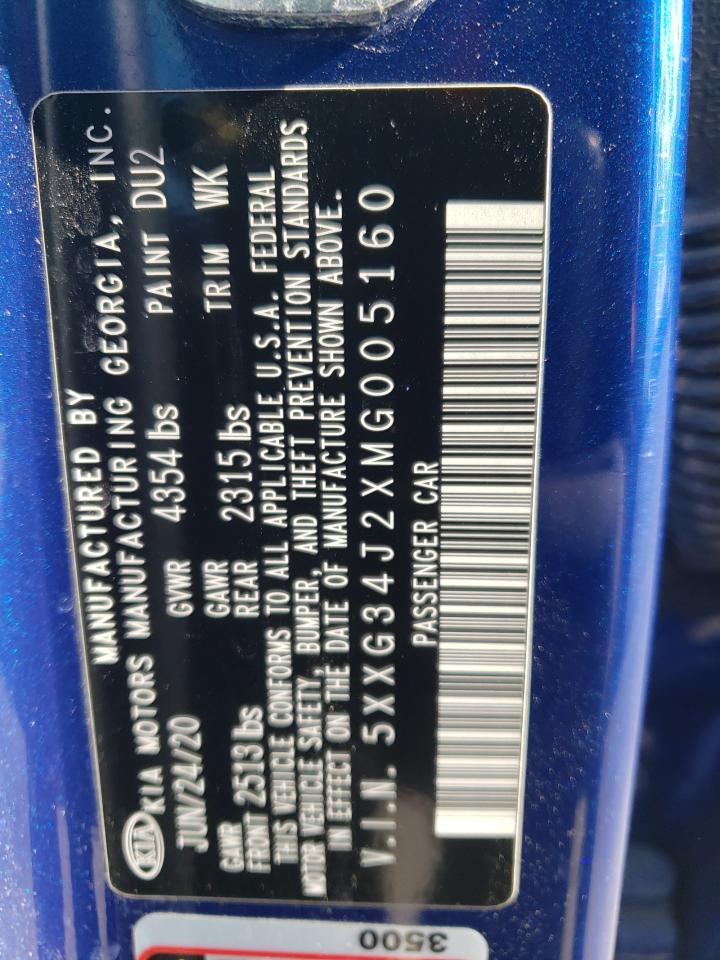 MANUFACTURED BY
KIA KIA MOTORS MANUFACTURING GEORGIA, INC.
JUN/24/20 GVWR 4354 lbs PAINT DU2
GAWR FRONT 2513 lbs GAWR REAR 2315 lbs TRIM WK
THIS VEHICLE CONFORMS TO ALL APPLICABLE U.S.A. FEDERAL
MOTOR VEHICLE SAFETY, BUMPER, AND THEFT PREVENTION STANDARDS
IN EFFECT ON THE DATE OF MANUFACTURE SHOWN ABOVE.
V.I.N. 5XXG34J2XMG005160
PASSENGER CAR
3500